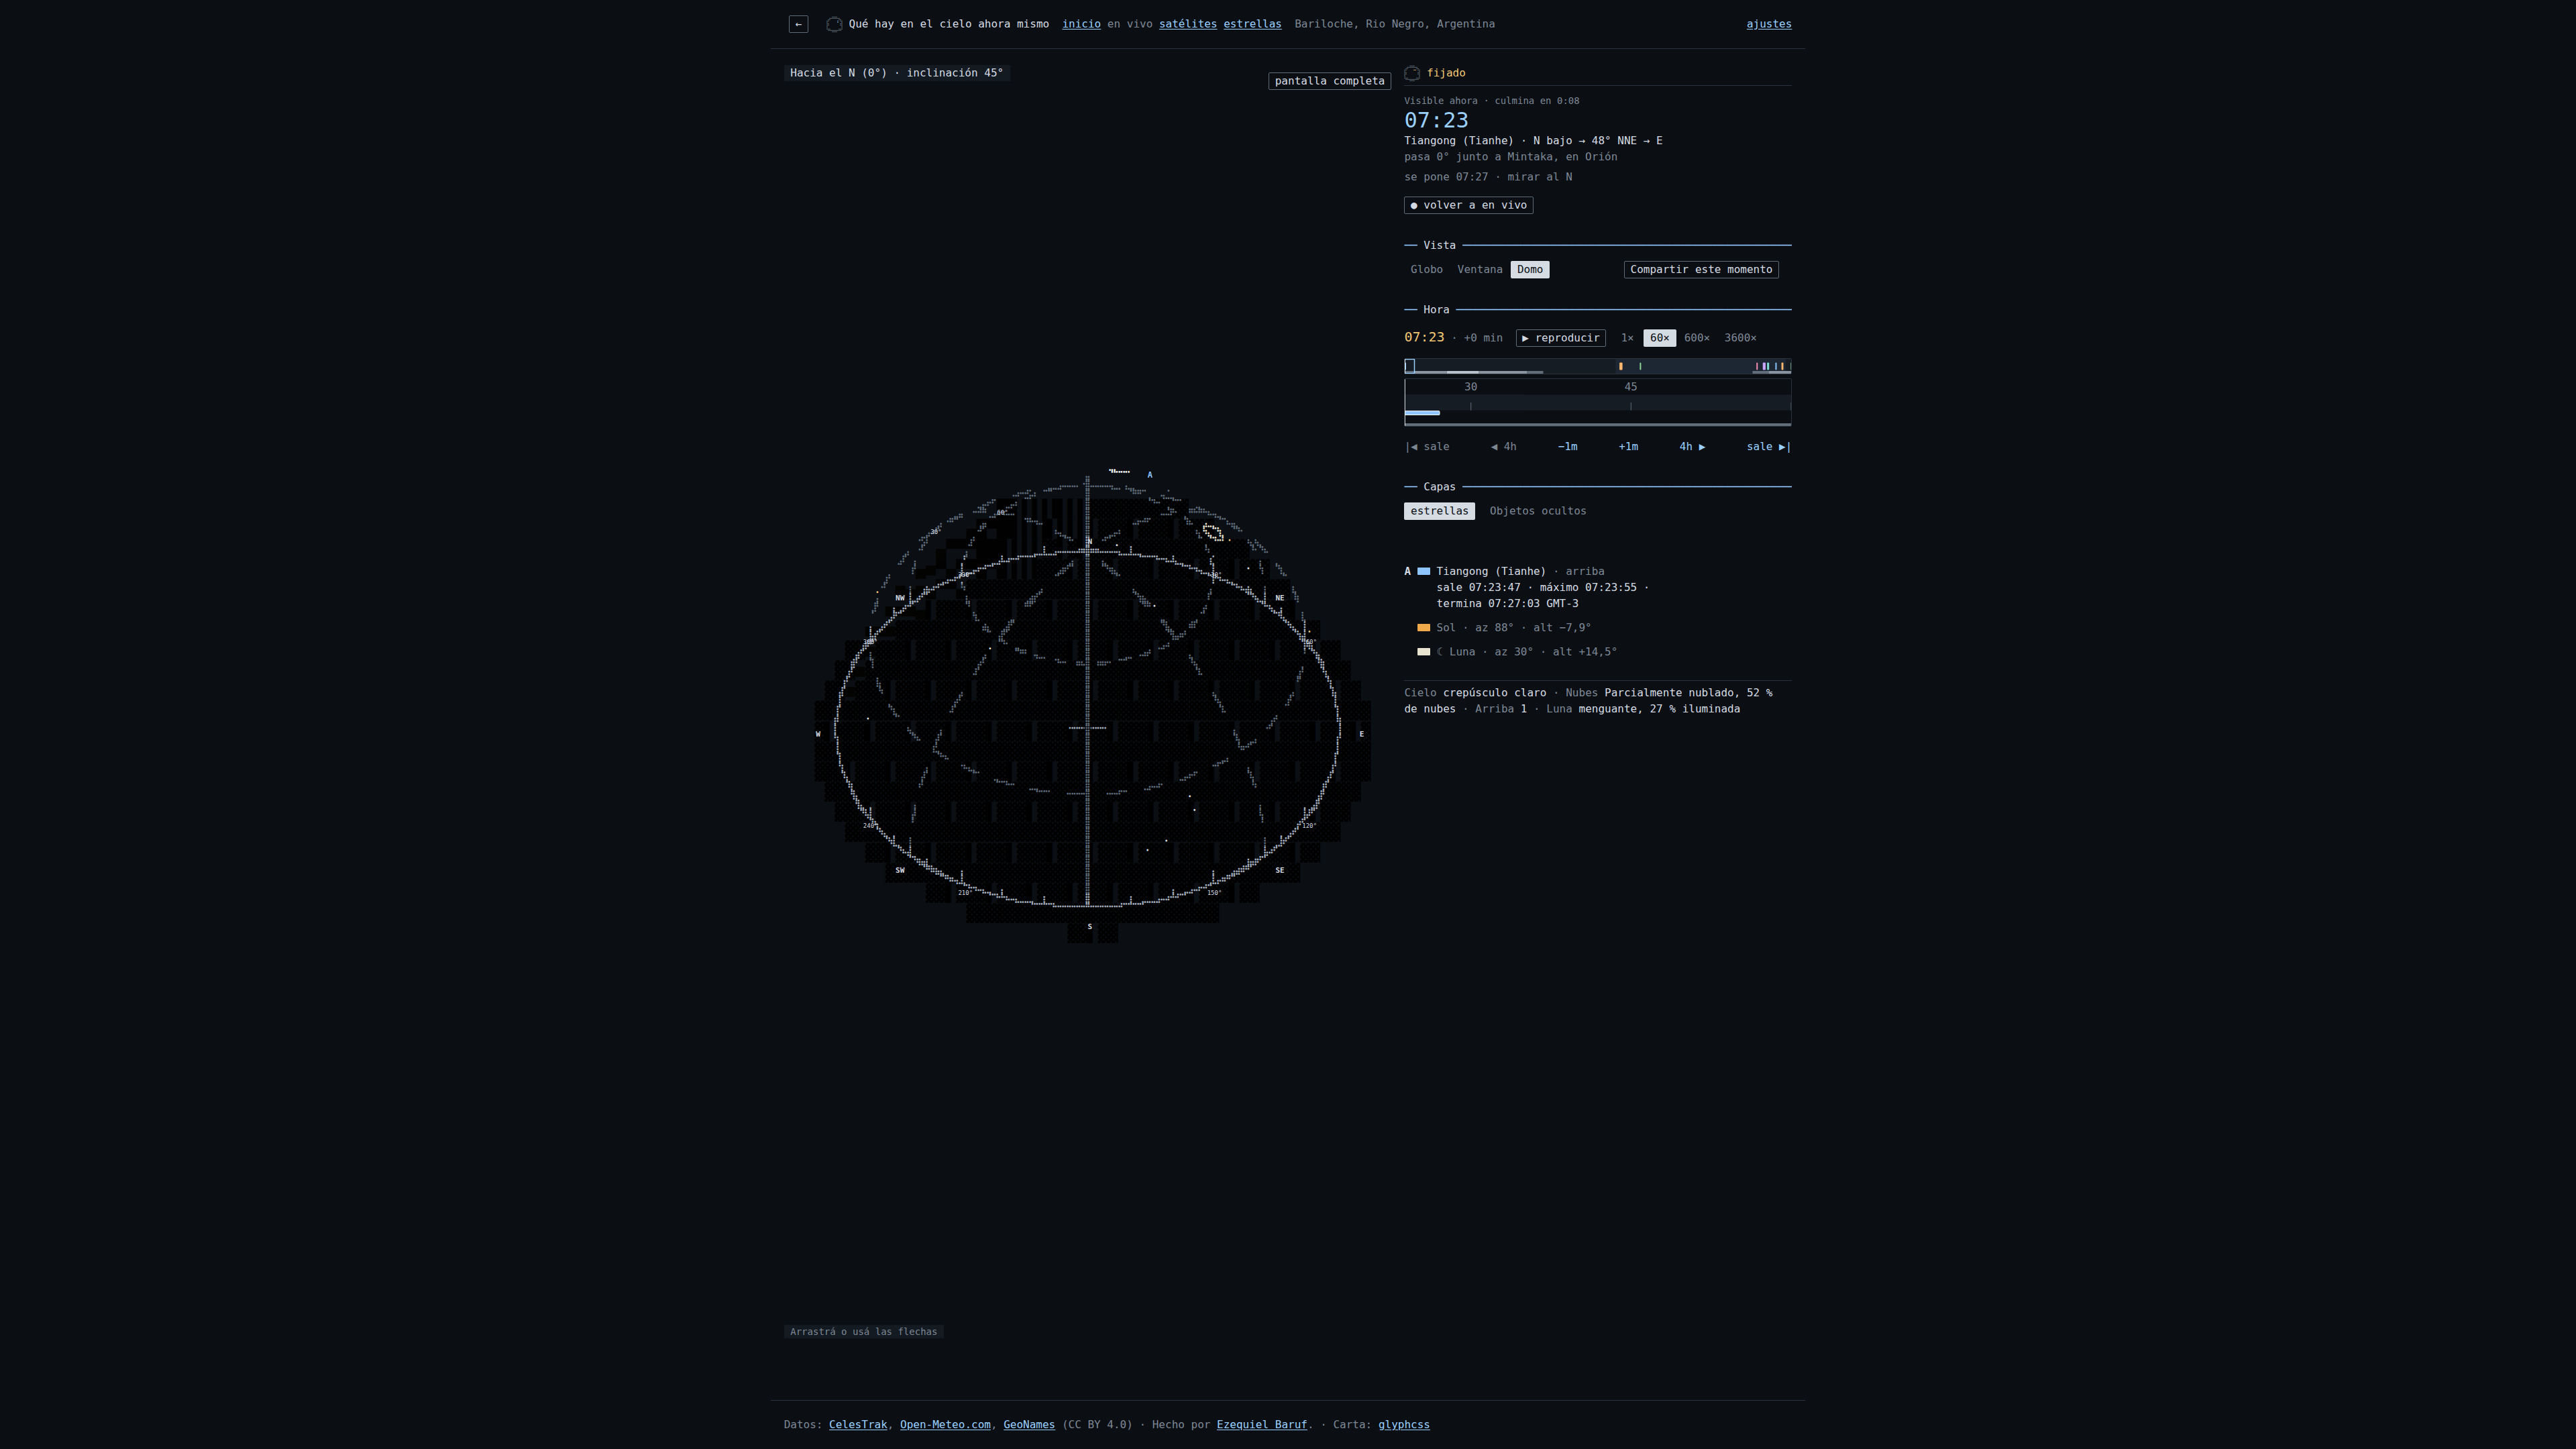 ← Qué hay en el cielo ahora mismo inicio en vivo satélites estrellas Bariloche, Rio Negro, Argentina ajustes
Hacia el N (0°) · inclinación 45°
pantalla completa
fijado
Visible ahora · culmina en 0:08
07:23
Tiangong (Tianhe) · N bajo → 48° NNE → E
pasa 0° junto a Mintaka, en Orión
se pone 07:27 · mirar al N
● volver a en vivo
Vista
Globo Ventana Domo Compartir este momento
Hora
07:23 · +0 min ▶ reproducir 1× 60× 600× 3600×
30 45
|◀ sale ◀ 4h −1m +1m 4h ▶ sale ▶|
Capas
estrellas Objetos ocultos
A Tiangong (Tianhe) · arriba
sale 07:23:47 · máximo 07:23:55 ·
termina 07:27:03 GMT-3
Sol · az 88° · alt −7,9°
☾ Luna · az 30° · alt +14,5°
Cielo crepúsculo claro · Nubes Parcialmente nublado, 52 %
de nubes · Arriba 1 · Luna menguante, 27 % iluminada
A
N
NW NE
W E
240° 120°
SW SE
210° 150°
S
Arrastrá o usá las flechas
Datos: CelesTrak, Open-Meteo.com, GeoNames (CC BY 4.0) · Hecho por Ezequiel Baruf. · Carta: glyphcss